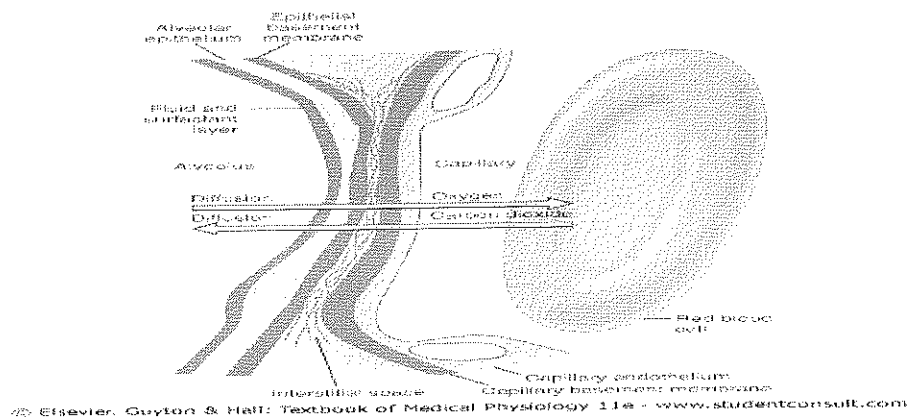 Alveolar
epithelium
Epithelial
basement
membrane
Fluid and
surfactant
layer
Alveolus
Capillary
Diffusion
Oxygen
Diffusion
Carbon dioxide
Red blood
cell
Interstitial space
Capillary endothelium
Capillary basement membrane
© Elsevier. Guyton & Hall: Textbook of Medical Physiology 11e - www.studentconsult.com